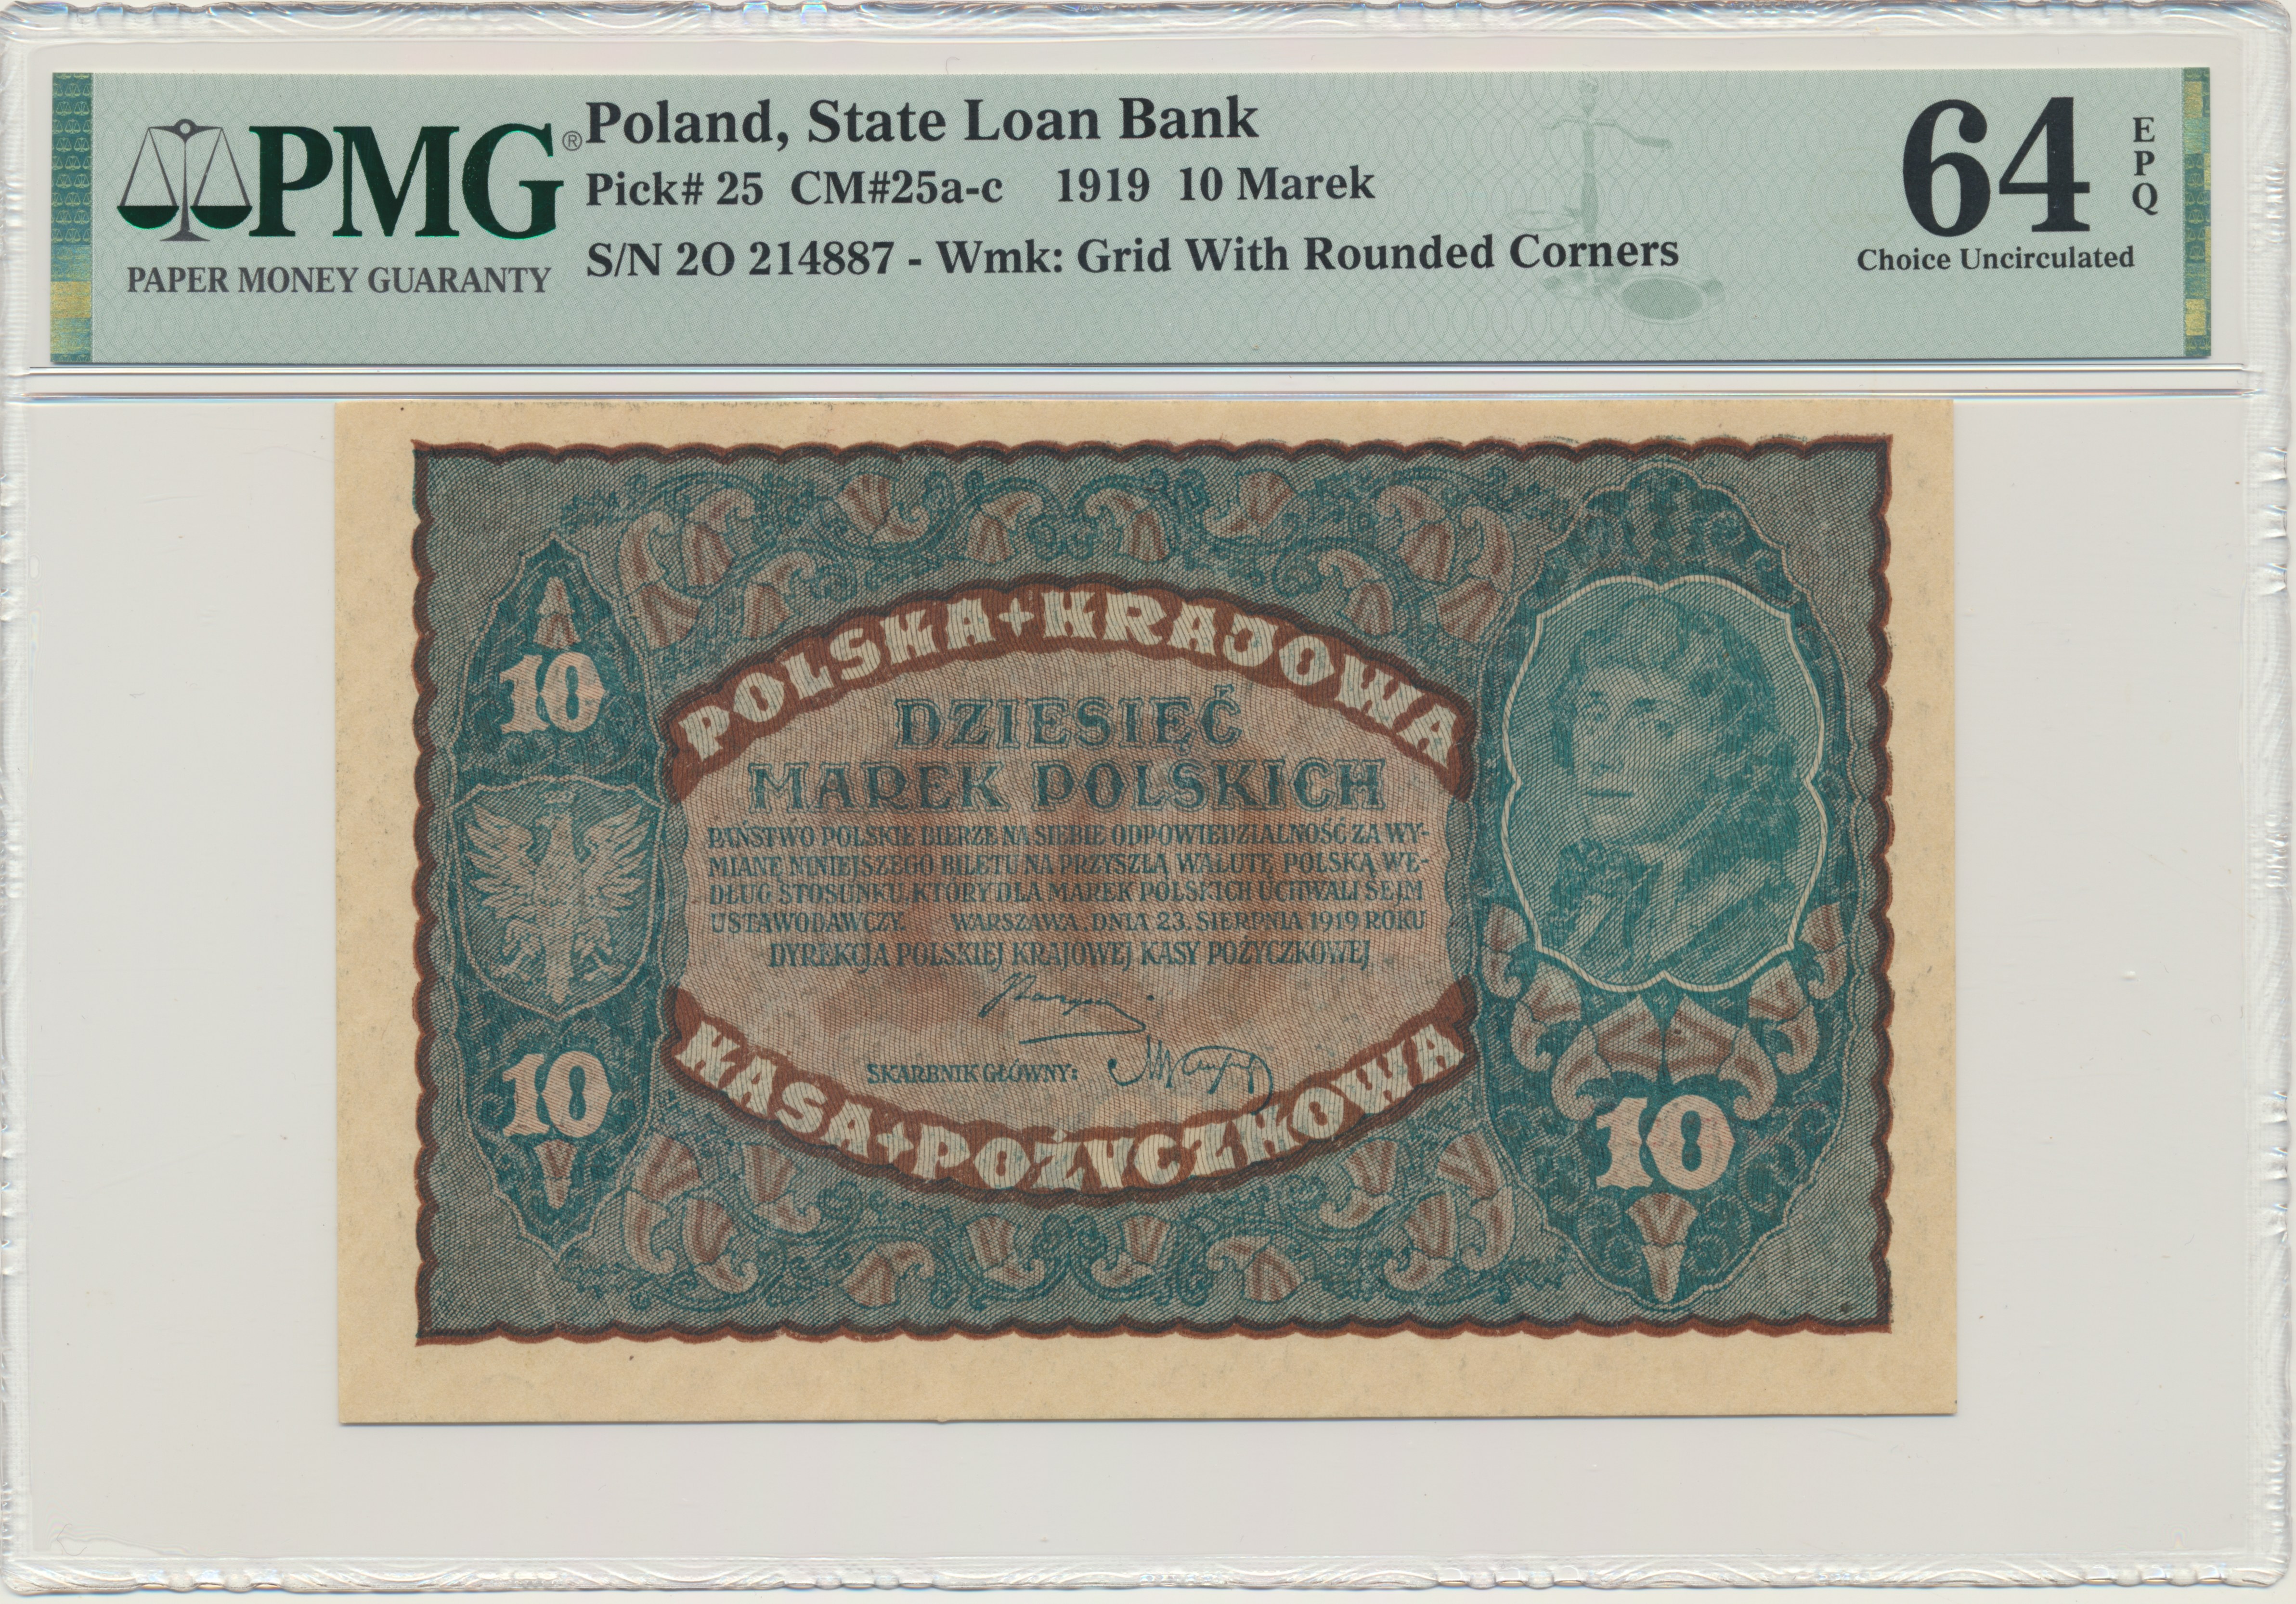 PMG®
PAPER MONEY GUARANTY
Poland, State Loan Bank
Pick# 25 CM#25a-c 1919 10 Marek
S/N 2O 214887 - Wmk: Grid With Rounded Corners
64
EPQ
Choice Uncirculated
POLSKA KRAJOWA
10
10
DZIESIĘĆ
MAREK POLSKICH
PAŃSTWO POLSKIE BIERZE NA SIEBIE ODPOWIEDZIALNOŚĆ ZA WY-
MIANĘ NINIEJSZEGO BILETU NA PRZYSZŁĄ WALUTĘ POLSKĄ WE-
DŁUG STOSUNKU, KTÓRY DLA MAREK POLSKICH UCHWALI SEJM
USTAWODAWCZY. WARSZAWA, DNIA 23. SIERPNIA 1919 ROKU
DYREKCJA POLSKIEJ KRAJOWEJ KASY POŻYCZKOWEJ
SKARBNIK GŁÓWNY:
KASA POŻYCZKOWA
10